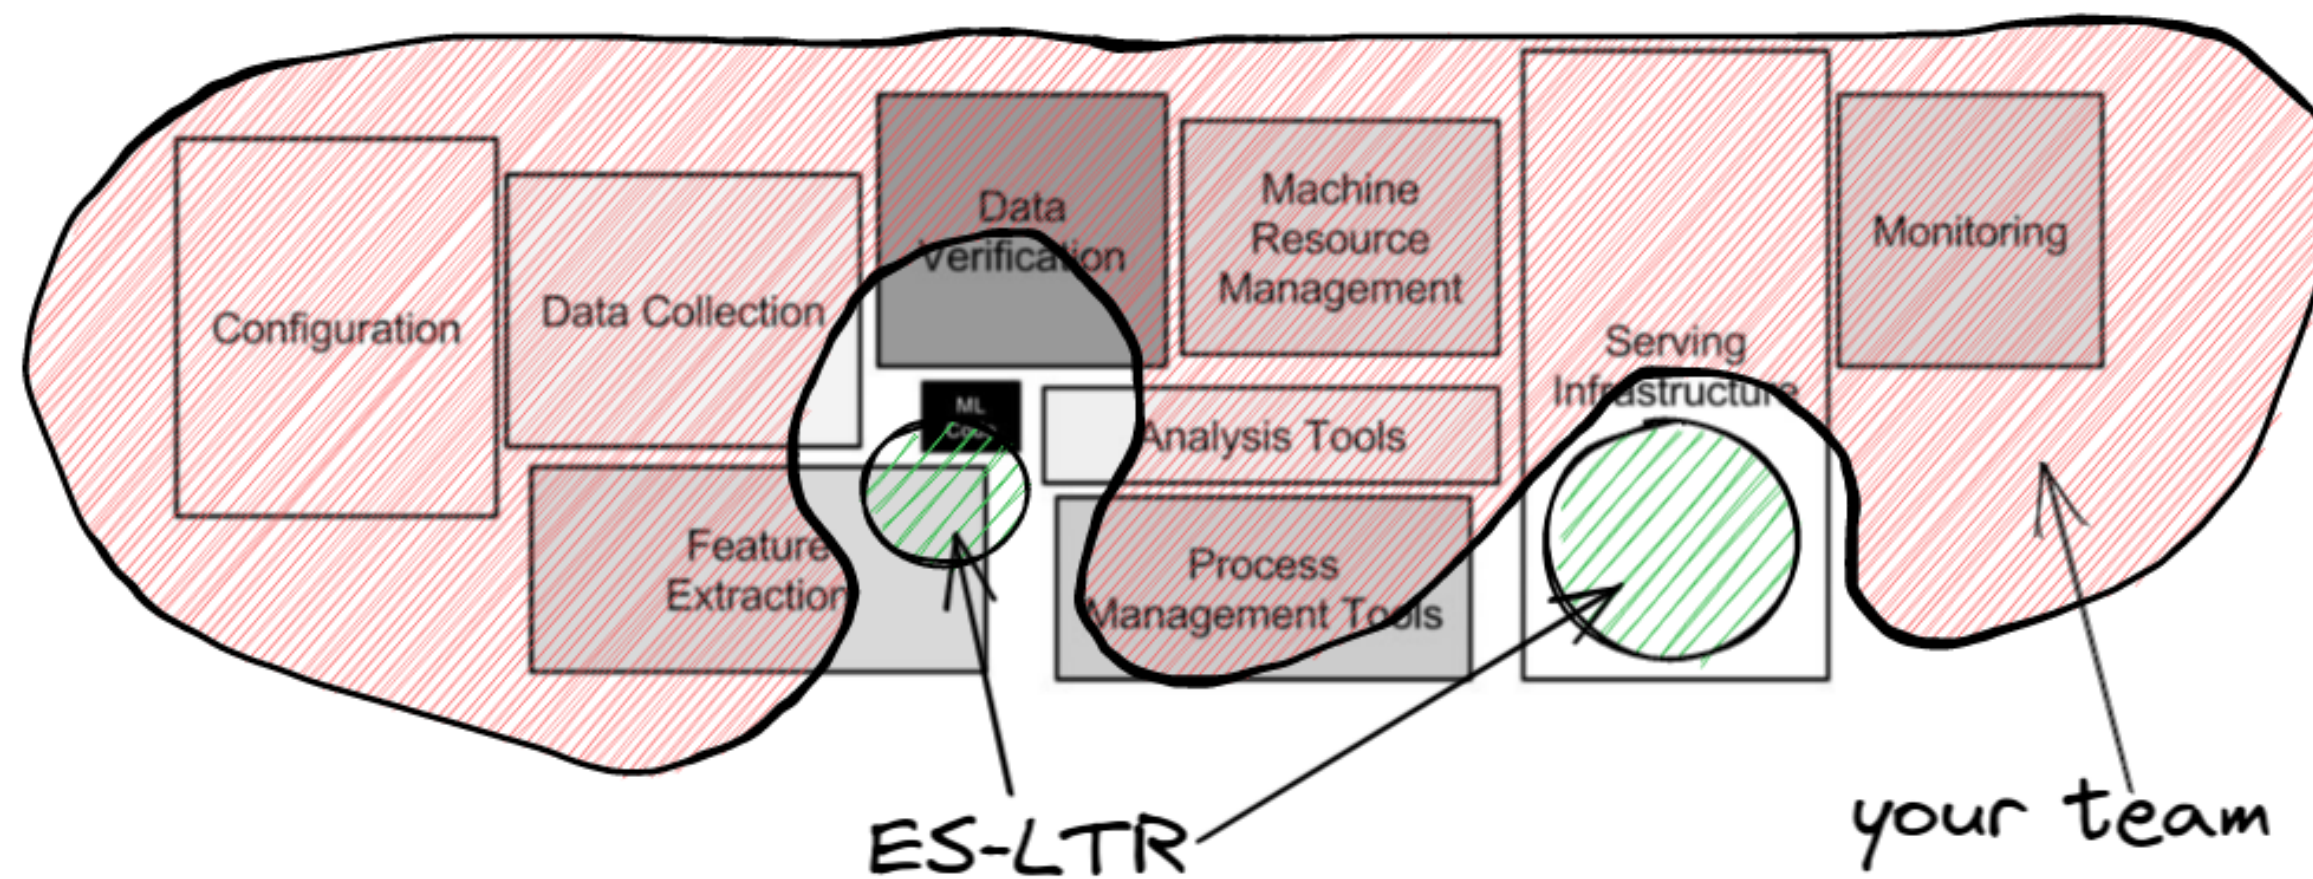 Configuration
Data Collection
Data
Verification
Machine
Resource
Management
Serving
Infrastructure
Monitoring
ML
Analysis Tools
Feature
Extraction
Process
Management Tools
ES-LTR
your team